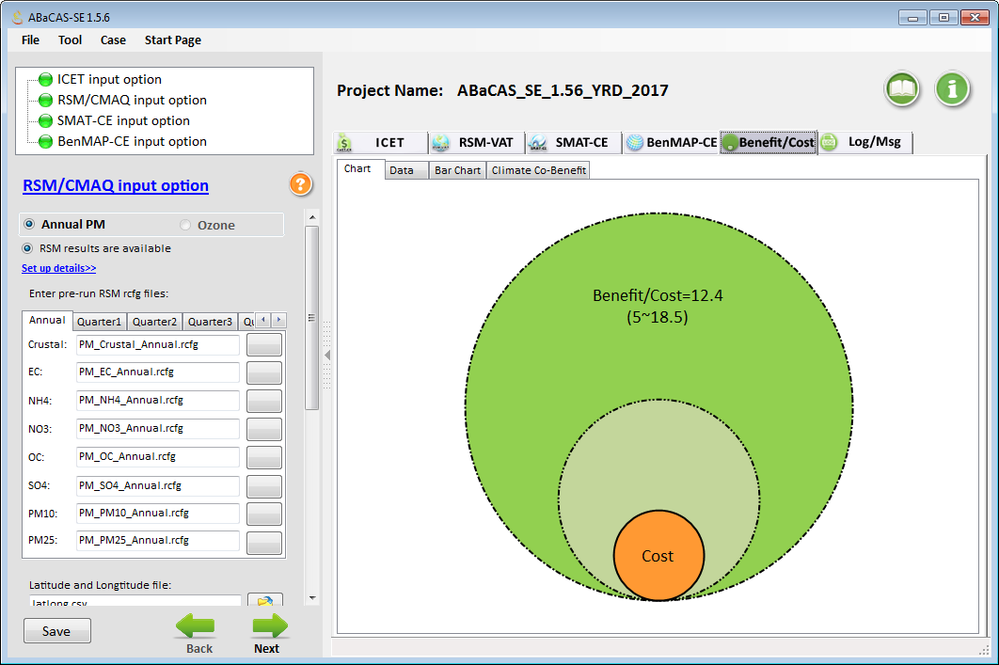 ABaCAS-SE1.5.6
File Tool Case Start Page
ICET input option
RSM/CMAQ input option
SMAT-CE input option
BenMAP-CE input option
RSM/CMAQ input option
?
Annual PM Ozone
RSM results are available
Set up details>>
Enter pre-run RSM rcfg files:
Annual Quarter1 Quarter2 Quarter3 Qu
Crustal: PM_Crustal_Annual.rcfg
EC: PM_EC_Annual.rcfg
NH4: PM_NH4_Annual.rcfg
NO3: PM_NO3_Annual.rcfg
OC: PM_OC_Annual.rcfg
SO4: PM_SO4_Annual.rcfg
PM10: PM_PM10_Annual.rcfg
PM25: PM_PM25_Annual.rcfg
Latitude and Longtitude file:
latlong.csv
Save Back Next
Project Name: ABaCAS_SE_1.56_YRD_2017
i
ICET RSM-VAT SMAT-CE BenMAP-CE Benefit/Cost Log/Msg
Chart Data Bar Chart Climate Co-Benefit
Benefit/Cost=12.4
(5~18.5)
Cost